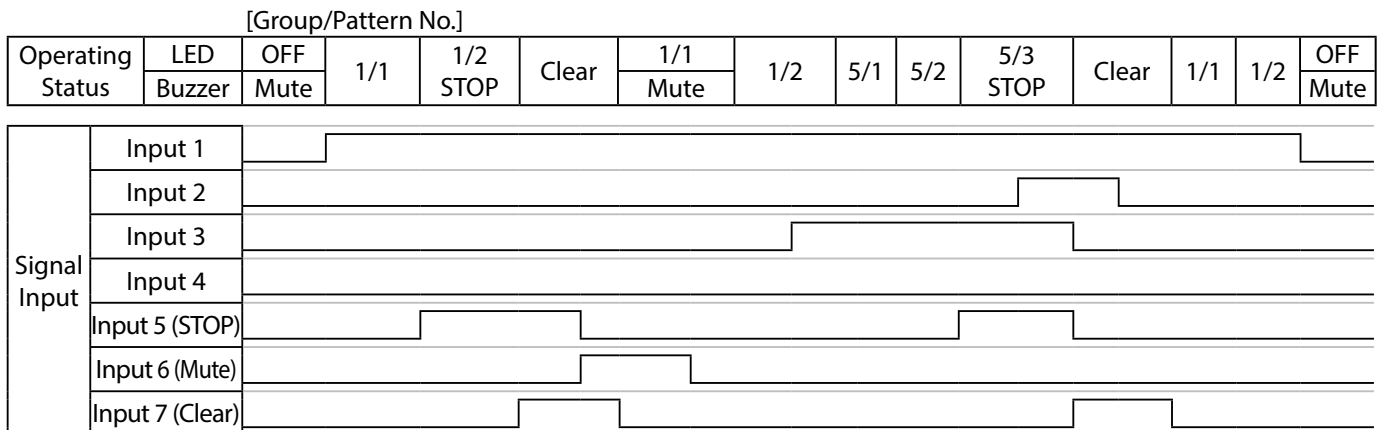 [Group/Pattern No.]
Operating Status LED OFF 1/1 1/2 STOP Clear 1/1 1/2 5/1 5/2 5/3 STOP Clear 1/1 1/2 OFF
Buzzer Mute Mute Mute
Signal Input
Input 1
Input 2
Input 3
Input 4
Input 5 (STOP)
Input 6 (Mute)
Input 7 (Clear)